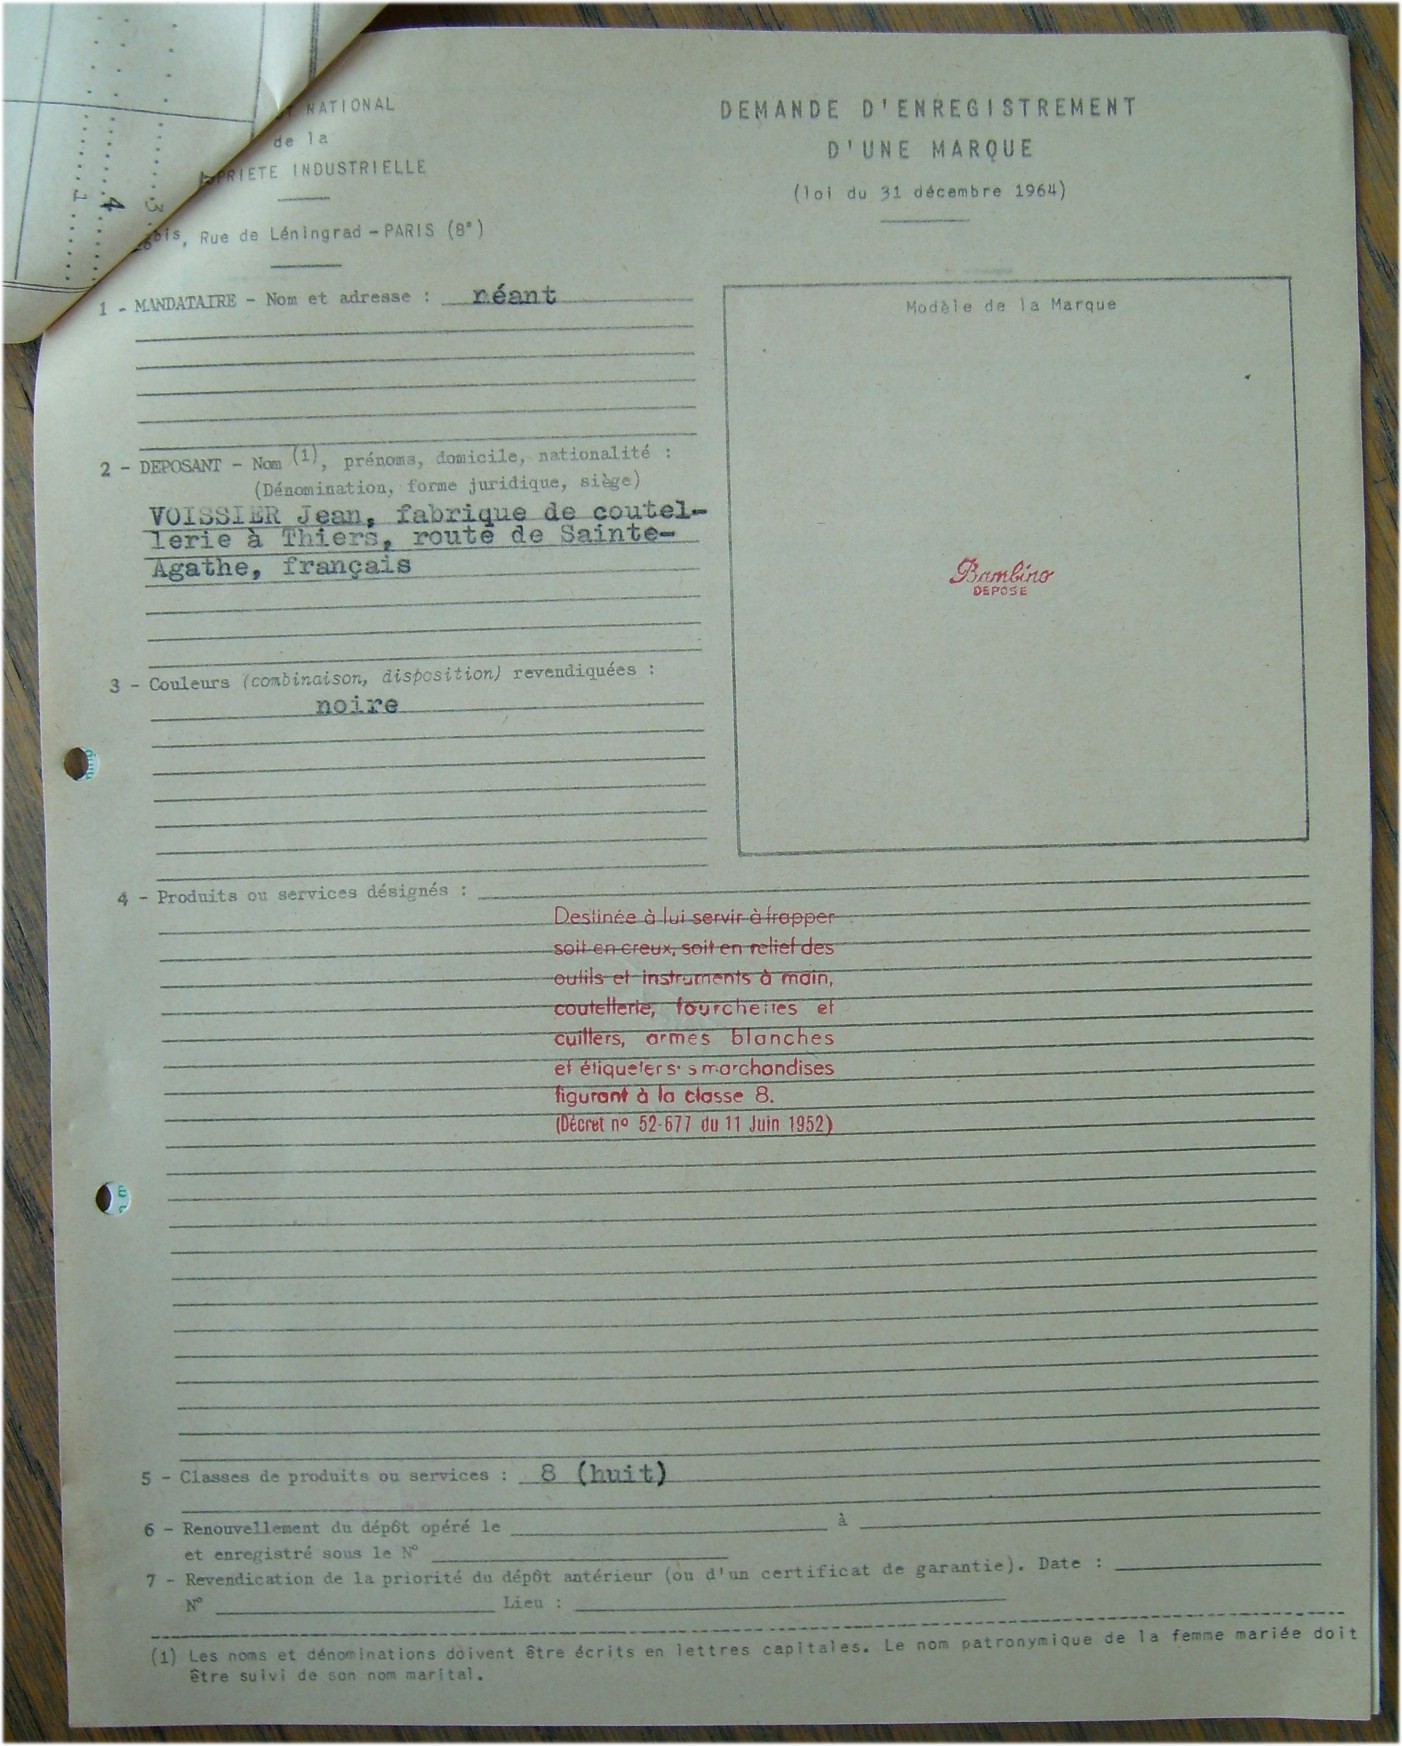 NATIONAL
de la
PRIETE INDUSTRIELLE
bis, Rue de Léningrad - PARIS (8e)
DEMANDE D'ENREGISTREMENT
D'UNE MARQUE
(loi du 31 décembre 1964)
3
4
1
1 - MANDATAIRE - Nom et adresse : néant
Modèle de la Marque
Bambino
DEPOSE
2 - DEPOSANT - Nom (1), prénoms, domicile, nationalité :
(Dénomination, forme juridique, siège)
VOISSIER Jean, fabrique de coutel-
lerie à Thiers, route de Sainte-
Agathe, français
3 - Couleurs (combinaison, disposition) revendiquées :
noire
4 - Produits ou services désignés :
Destinée à lui servir à frapper
soit en creux, soit en relief des
outils et instruments à main,
coutellerie, fourchettes et
cuillers, armes blanches
et étiqueter s s marchandises
figurant à la classe 8.
(Décret nº 52-677 du 11 Juin 1952)
5 - Classes de produits ou services : 8 (huit)
6 - Renouvellement du dépôt opéré le à
et enregistré sous le N°
7 - Revendication de la priorité du dépôt antérieur (ou d'un certificat de garantie). Date :
N° Lieu :
(1) Les noms et dénominations doivent être écrits en lettres capitales. Le nom patronymique de la femme mariée doit
être suivi de son nom marital.